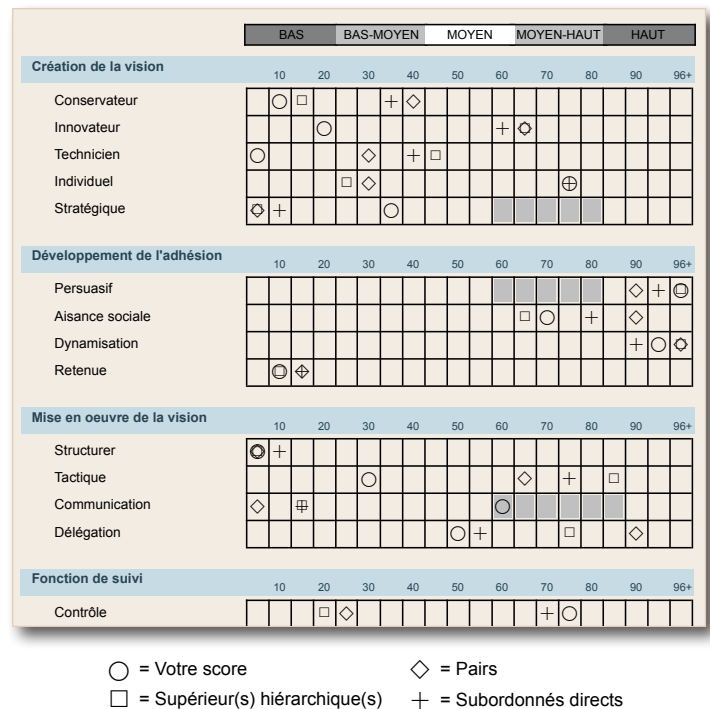 BAS BAS-MOYEN MOYEN MOYEN-HAUT HAUT
Création de la vision 10 20 30 40 50 60 70 80 90 96+
Conservateur
Innovateur
Technicien
Individuel
Stratégique
Développement de l'adhésion 10 20 30 40 50 60 70 80 90 96+
Persuasif
Aisance sociale
Dynamisation
Retenue
Mise en oeuvre de la vision 10 20 30 40 50 60 70 80 90 96+
Structurer
Tactique
Communication
Délégation
Fonction de suivi 10 20 30 40 50 60 70 80 90 96+
Contrôle
= Votre score = Pairs
= Supérieur(s) hiérarchique(s) = Subordonnés directs